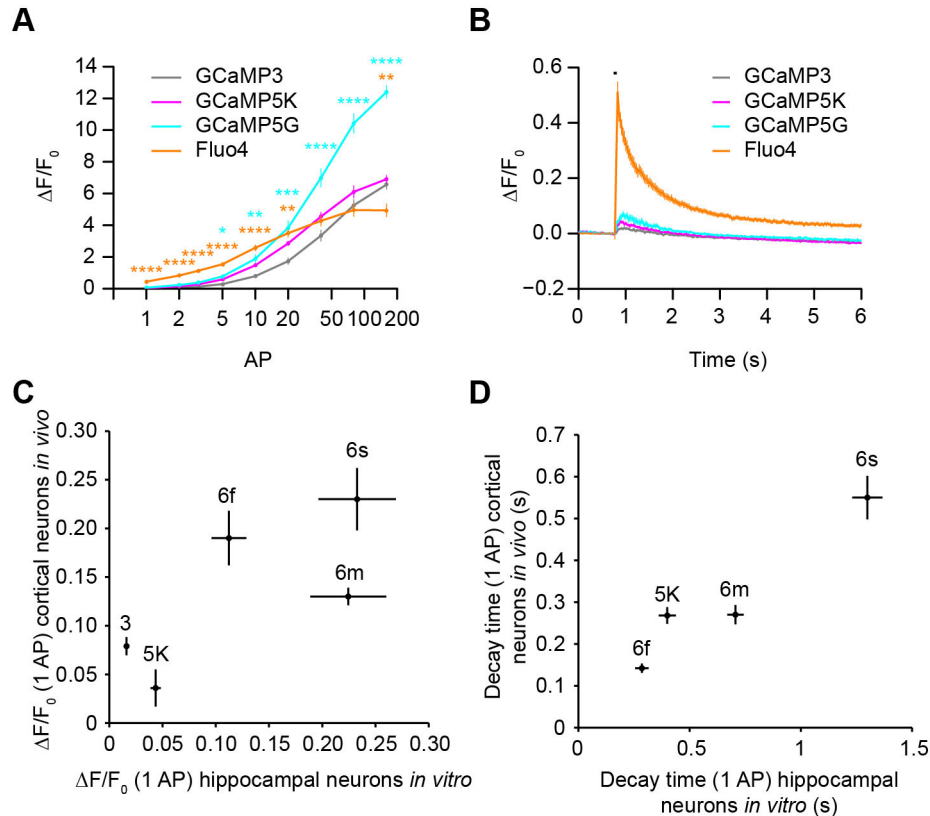 A
ΔF/F₀
14
12
10
8
6
4
2
0
GCaMP3
GCaMP5K
GCaMP5G
Fluo4
****
****
****
****
*
****
**
****
***
**
****
****
****
**
1 2 5 10 20 50 100 200
AP
B
ΔF/F₀
0.6
0.4
0.2
0.0
−0.2
GCaMP3
GCaMP5K
GCaMP5G
Fluo4
0 1 2 3 4 5 6
Time (s)
C
ΔF/F₀ (1 AP) cortical neurons in vivo
0.30
0.25
0.20
0.15
0.10
0.05
0
6s
6f
6m
3
5K
0 0.05 0.10 0.15 0.20 0.25 0.30
ΔF/F₀ (1 AP) hippocampal neurons in vitro
D
Decay time (1 AP) cortical
neurons in vivo (s)
0.7
0.6
0.5
0.4
0.3
0.2
0.1
0
6s
5K
6m
6f
0 0.5 1 1.5
Decay time (1 AP) hippocampal
neurons in vitro (s)